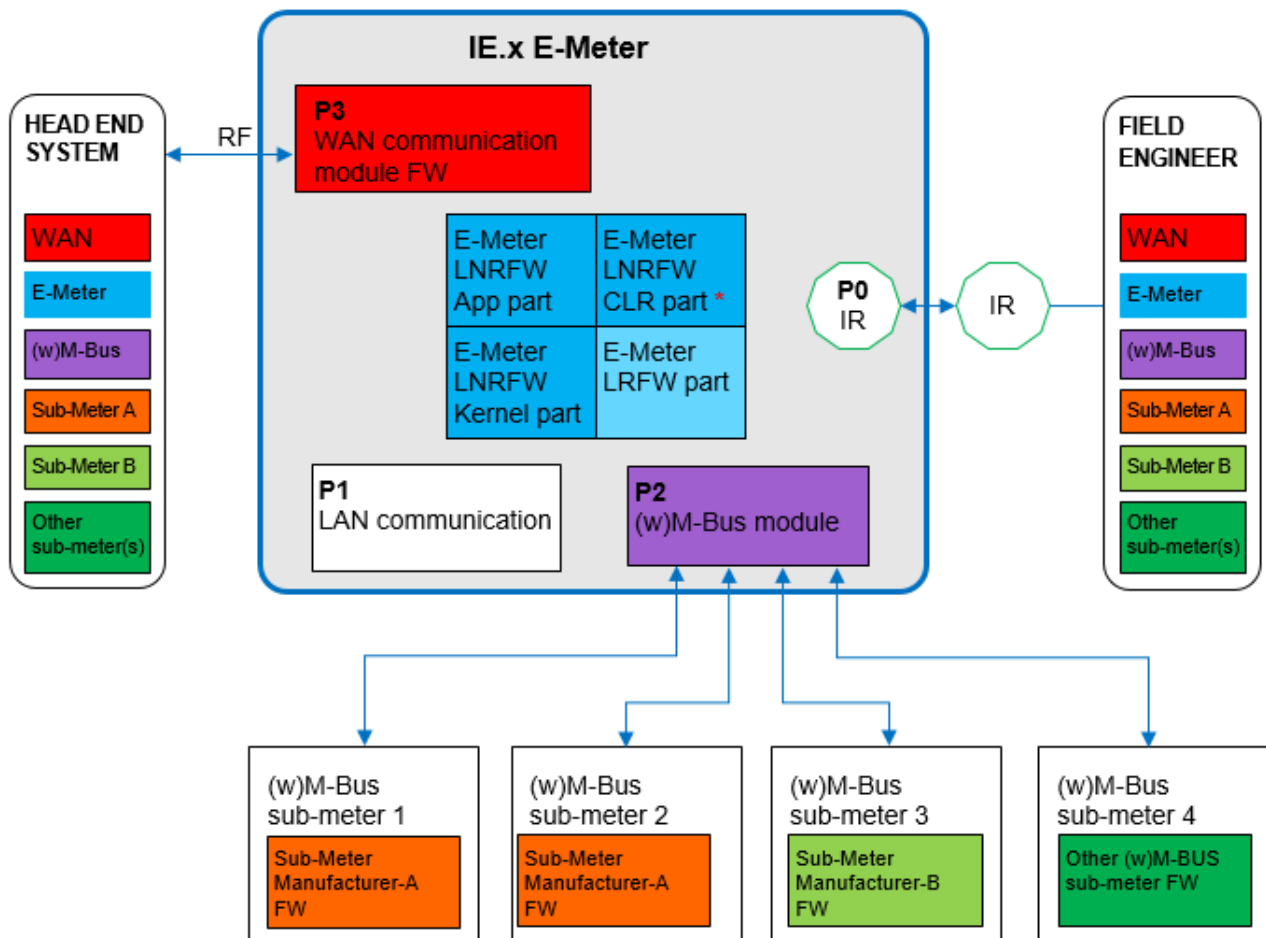 IE.x E-Meter
HEAD END
SYSTEM
WAN
E-Meter
(w)M-Bus
Sub-Meter A
Sub-Meter B
Other
sub-meter(s)
RF
P3
WAN communication
module FW
E-Meter
LNRFW
App part
E-Meter
LNRFW
CLR part *
E-Meter
LNRFW
Kernel part
E-Meter
LRFW part
P0
IR
IR
P1
LAN communication
P2
(w)M-Bus module
FIELD
ENGINEER
WAN
E-Meter
(w)M-Bus
Sub-Meter A
Sub-Meter B
Other
sub-meter(s)
(w)M-Bus
sub-meter 1
Sub-Meter
Manufacturer-A
FW
(w)M-Bus
sub-meter 2
Sub-Meter
Manufacturer-A
FW
(w)M-Bus
sub-meter 3
Sub-Meter
Manufacturer-B
FW
(w)M-Bus
sub-meter 4
Other (w)M-BUS
sub-meter FW